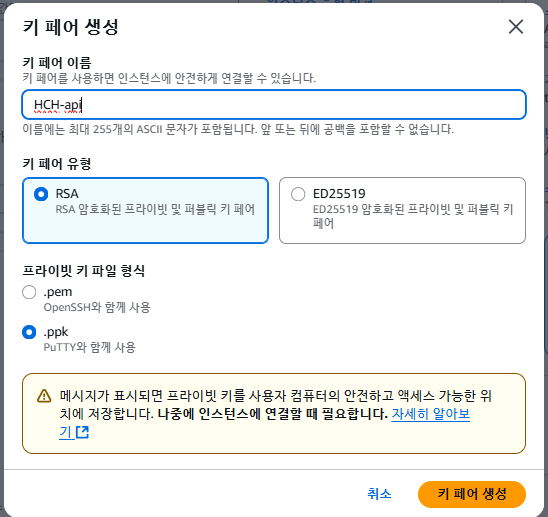 키 페어 생성
키 페어 이름
키 페어를 사용하면 인스턴스에 안전하게 연결할 수 있습니다.
HCH-api
이름에는 최대 255개의 ASCII 문자가 포함됩니다. 앞 또는 뒤에 공백을 포함할 수 없습니다.
키 페어 유형
RSA
RSA 암호화된 프라이빗 및 퍼블릭 키 페어
ED25519
ED25519 암호화된 프라이빗 및 퍼블릭 키
페어
프라이빗 키 파일 형식
.pem
OpenSSH와 함께 사용
.ppk
PuTTY와 함께 사용
메시지가 표시되면 프라이빗 키를 사용자 컴퓨터의 안전하고 액세스 가능한 위
치에 저장합니다. 나중에 인스턴스에 연결할 때 필요합니다. 자세히 알아보
기
취소
키 페어 생성